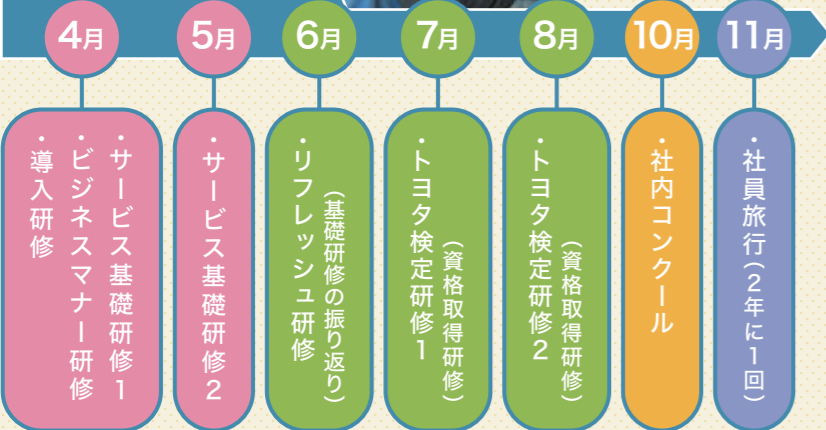 4月
・サービス基礎研修1
・ビジネスマナー研修
・導入研修
5月
・サービス基礎研修2
6月
(基礎研修の振り返り)
・リフレッシュ研修
7月
(資格取得研修)
・トヨタ検定研修1
8月
(資格取得研修)
・トヨタ検定研修2
10月
・社内コンクール
11月
・社員旅行(2年に1回)